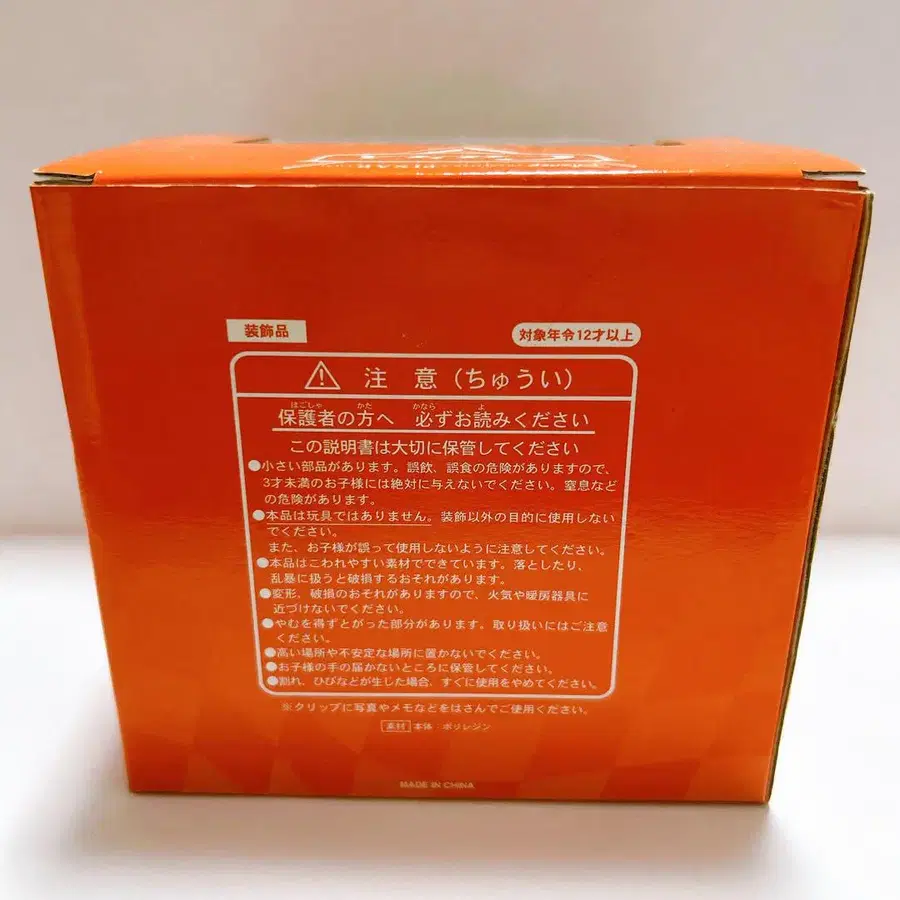 PIXAR
装飾品
対象年令12才以上
注 意（ちゅうい）
保護者の方へ 必ずお読みください
この説明書は大切に保管してください
●小さい部品があります。誤飲、誤食の危険がありますので、
3才未満のお子様には絶対に与えないでください。窒息など
の危険があります。
●本品は玩具ではありません。装飾以外の目的に使用しない
でください。
また、お子様が誤って使用しないように注意してください。
●本品はこわれやすい素材でできています。落としたり、
乱暴に扱うと破損するおそれがあります。
●変形、破損のおそれがありますので、火気や暖房器具に
近づけないでください。
●やむを得ずとがった部分があります。取り扱いにはご注意
ください。
●高い場所や不安定な場所に置かないでください。
●お子様の手の届かないところに保管してください。
●割れ、ひびなどが生じた場合、すぐに使用をやめてください。
※クリップに写真やメモなどをはさんでご使用ください。
素材 本体：ポリレジン
MADE IN CHINA